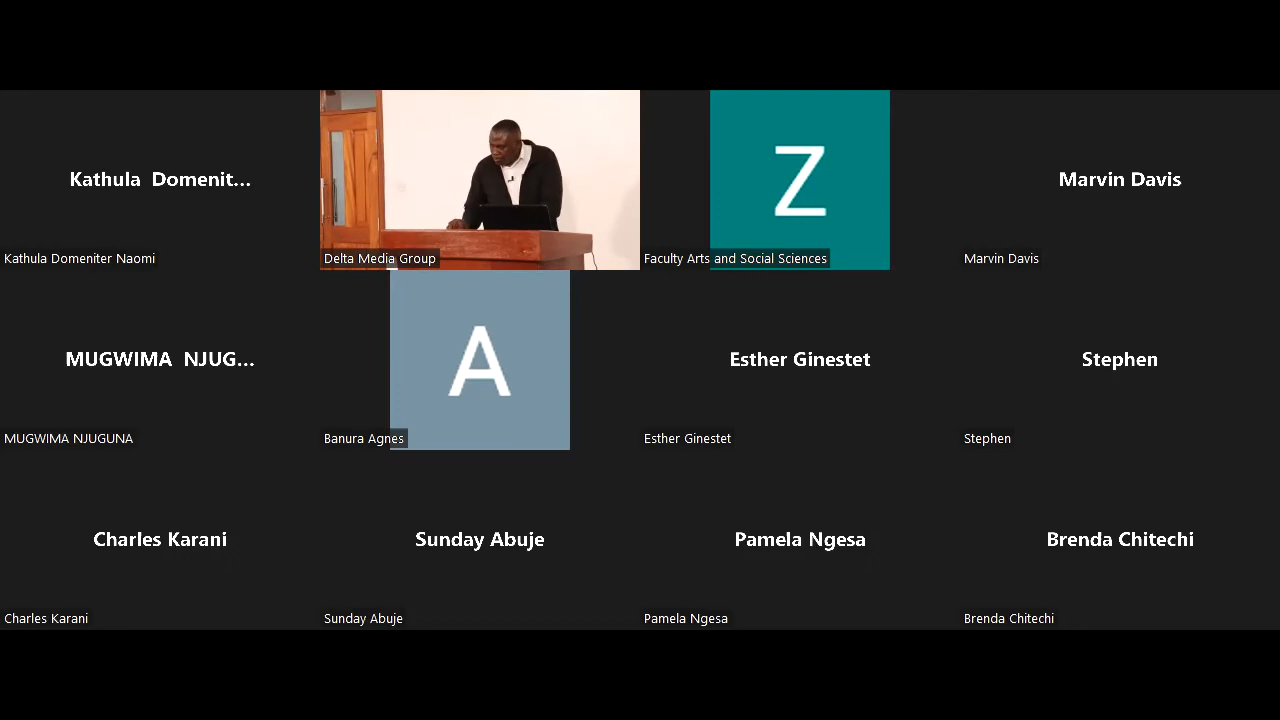 Kathula Domenit...
Kathula Domeniter Naomi
Delta Media Group
Z
Faculty Arts and Social Sciences
Marvin Davis
Marvin Davis
MUGWIMA NJUG...
MUGWIMA NJUGUNA
A
Banura Agnes
Esther Ginestet
Esther Ginestet
Stephen
Stephen
Charles Karani
Charles Karani
Sunday Abuje
Sunday Abuje
Pamela Ngesa
Pamela Ngesa
Brenda Chitechi
Brenda Chitechi